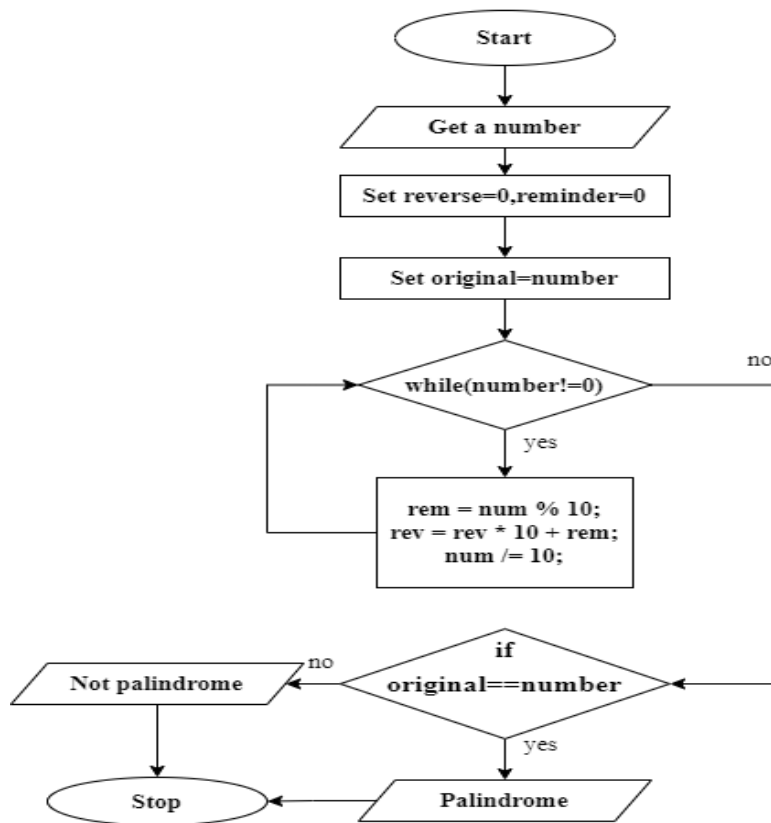 Start
Get a number
Set reverse=0,reminder=0
Set original=number
while(number!=0)
no
yes
rem = num % 10;
rev = rev * 10 + rem;
num /= 10;
if
original==number
no
Not palindrome
yes
Palindrome
Stop